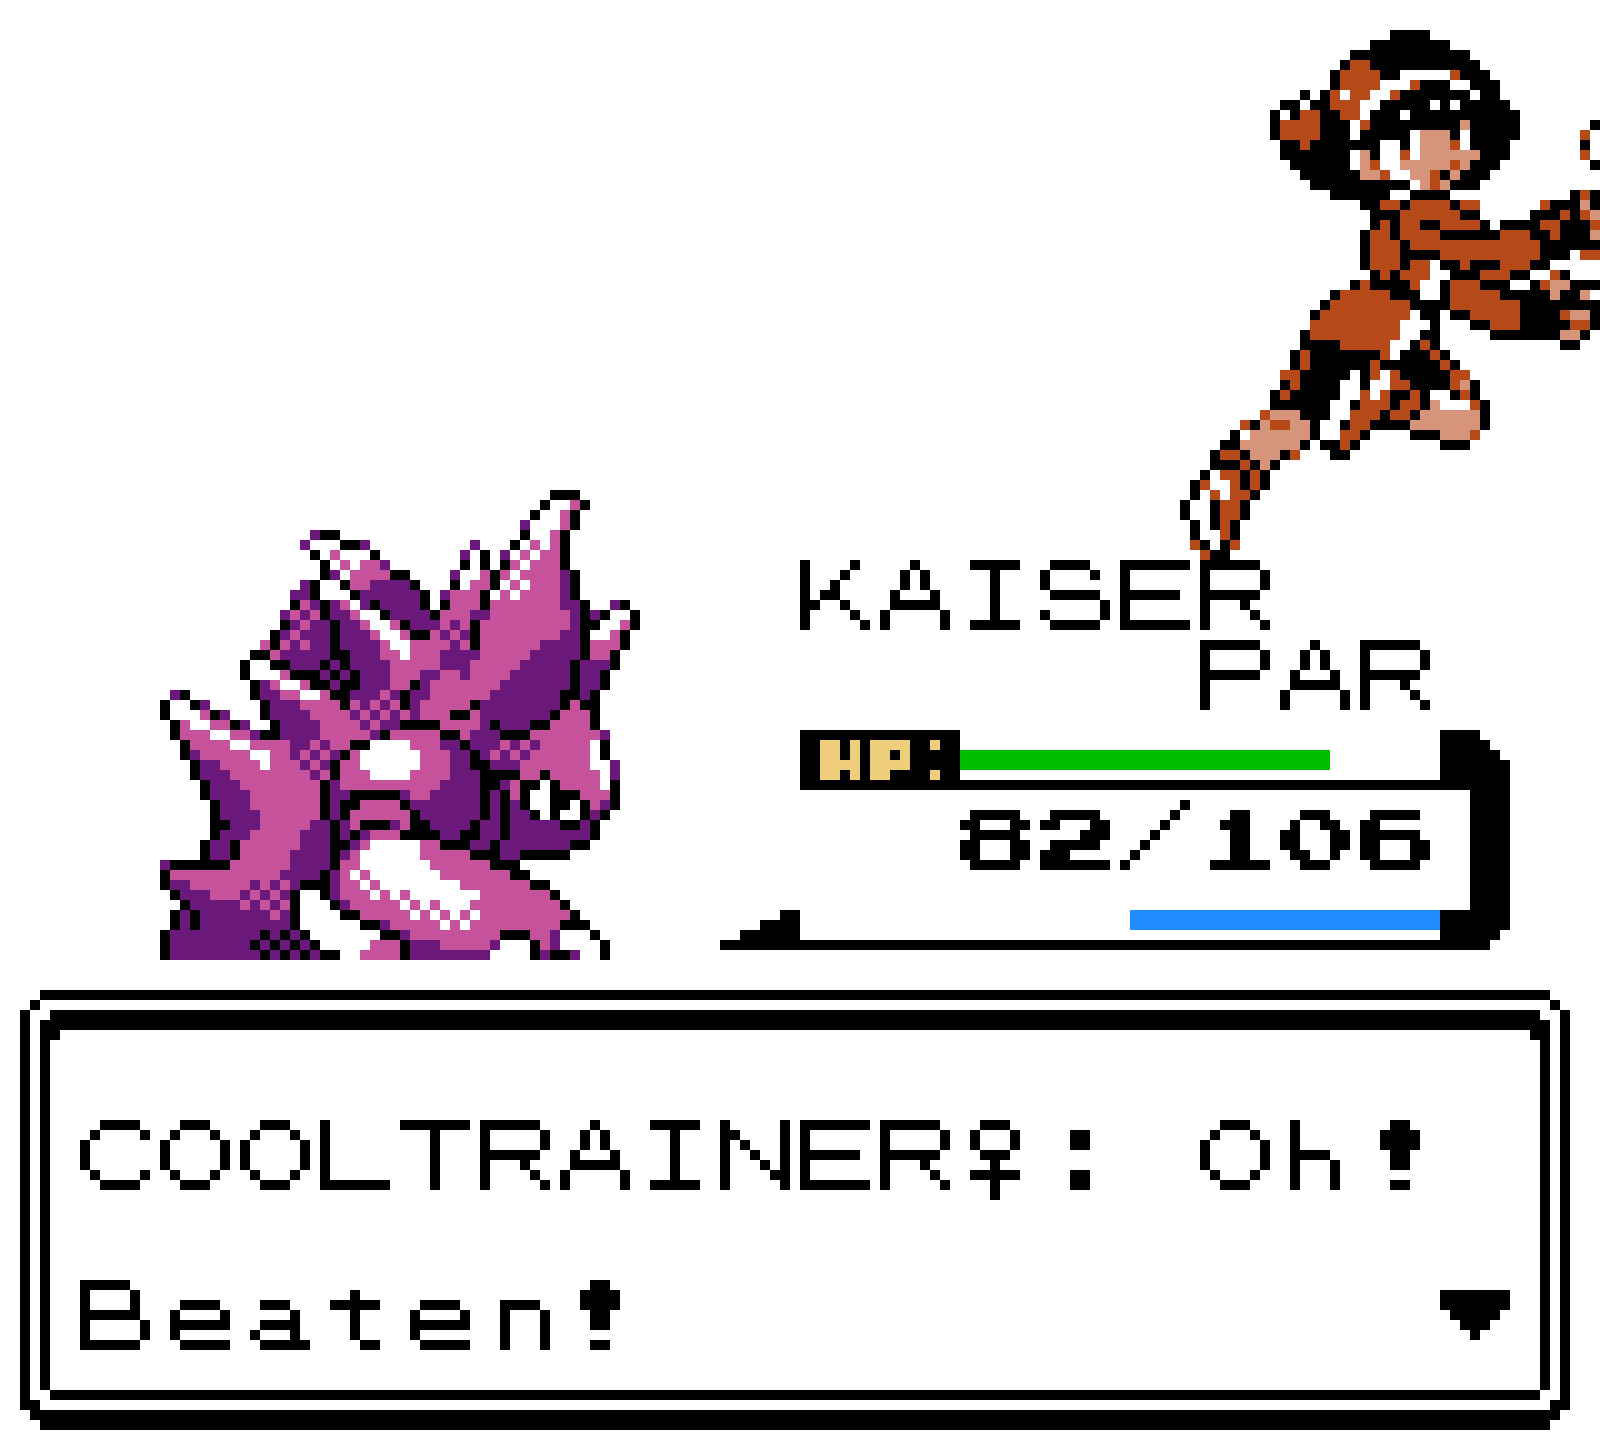 KAISER
PAR
HP:
82/106
COOLTRAINER♀: Oh!
Beaten!